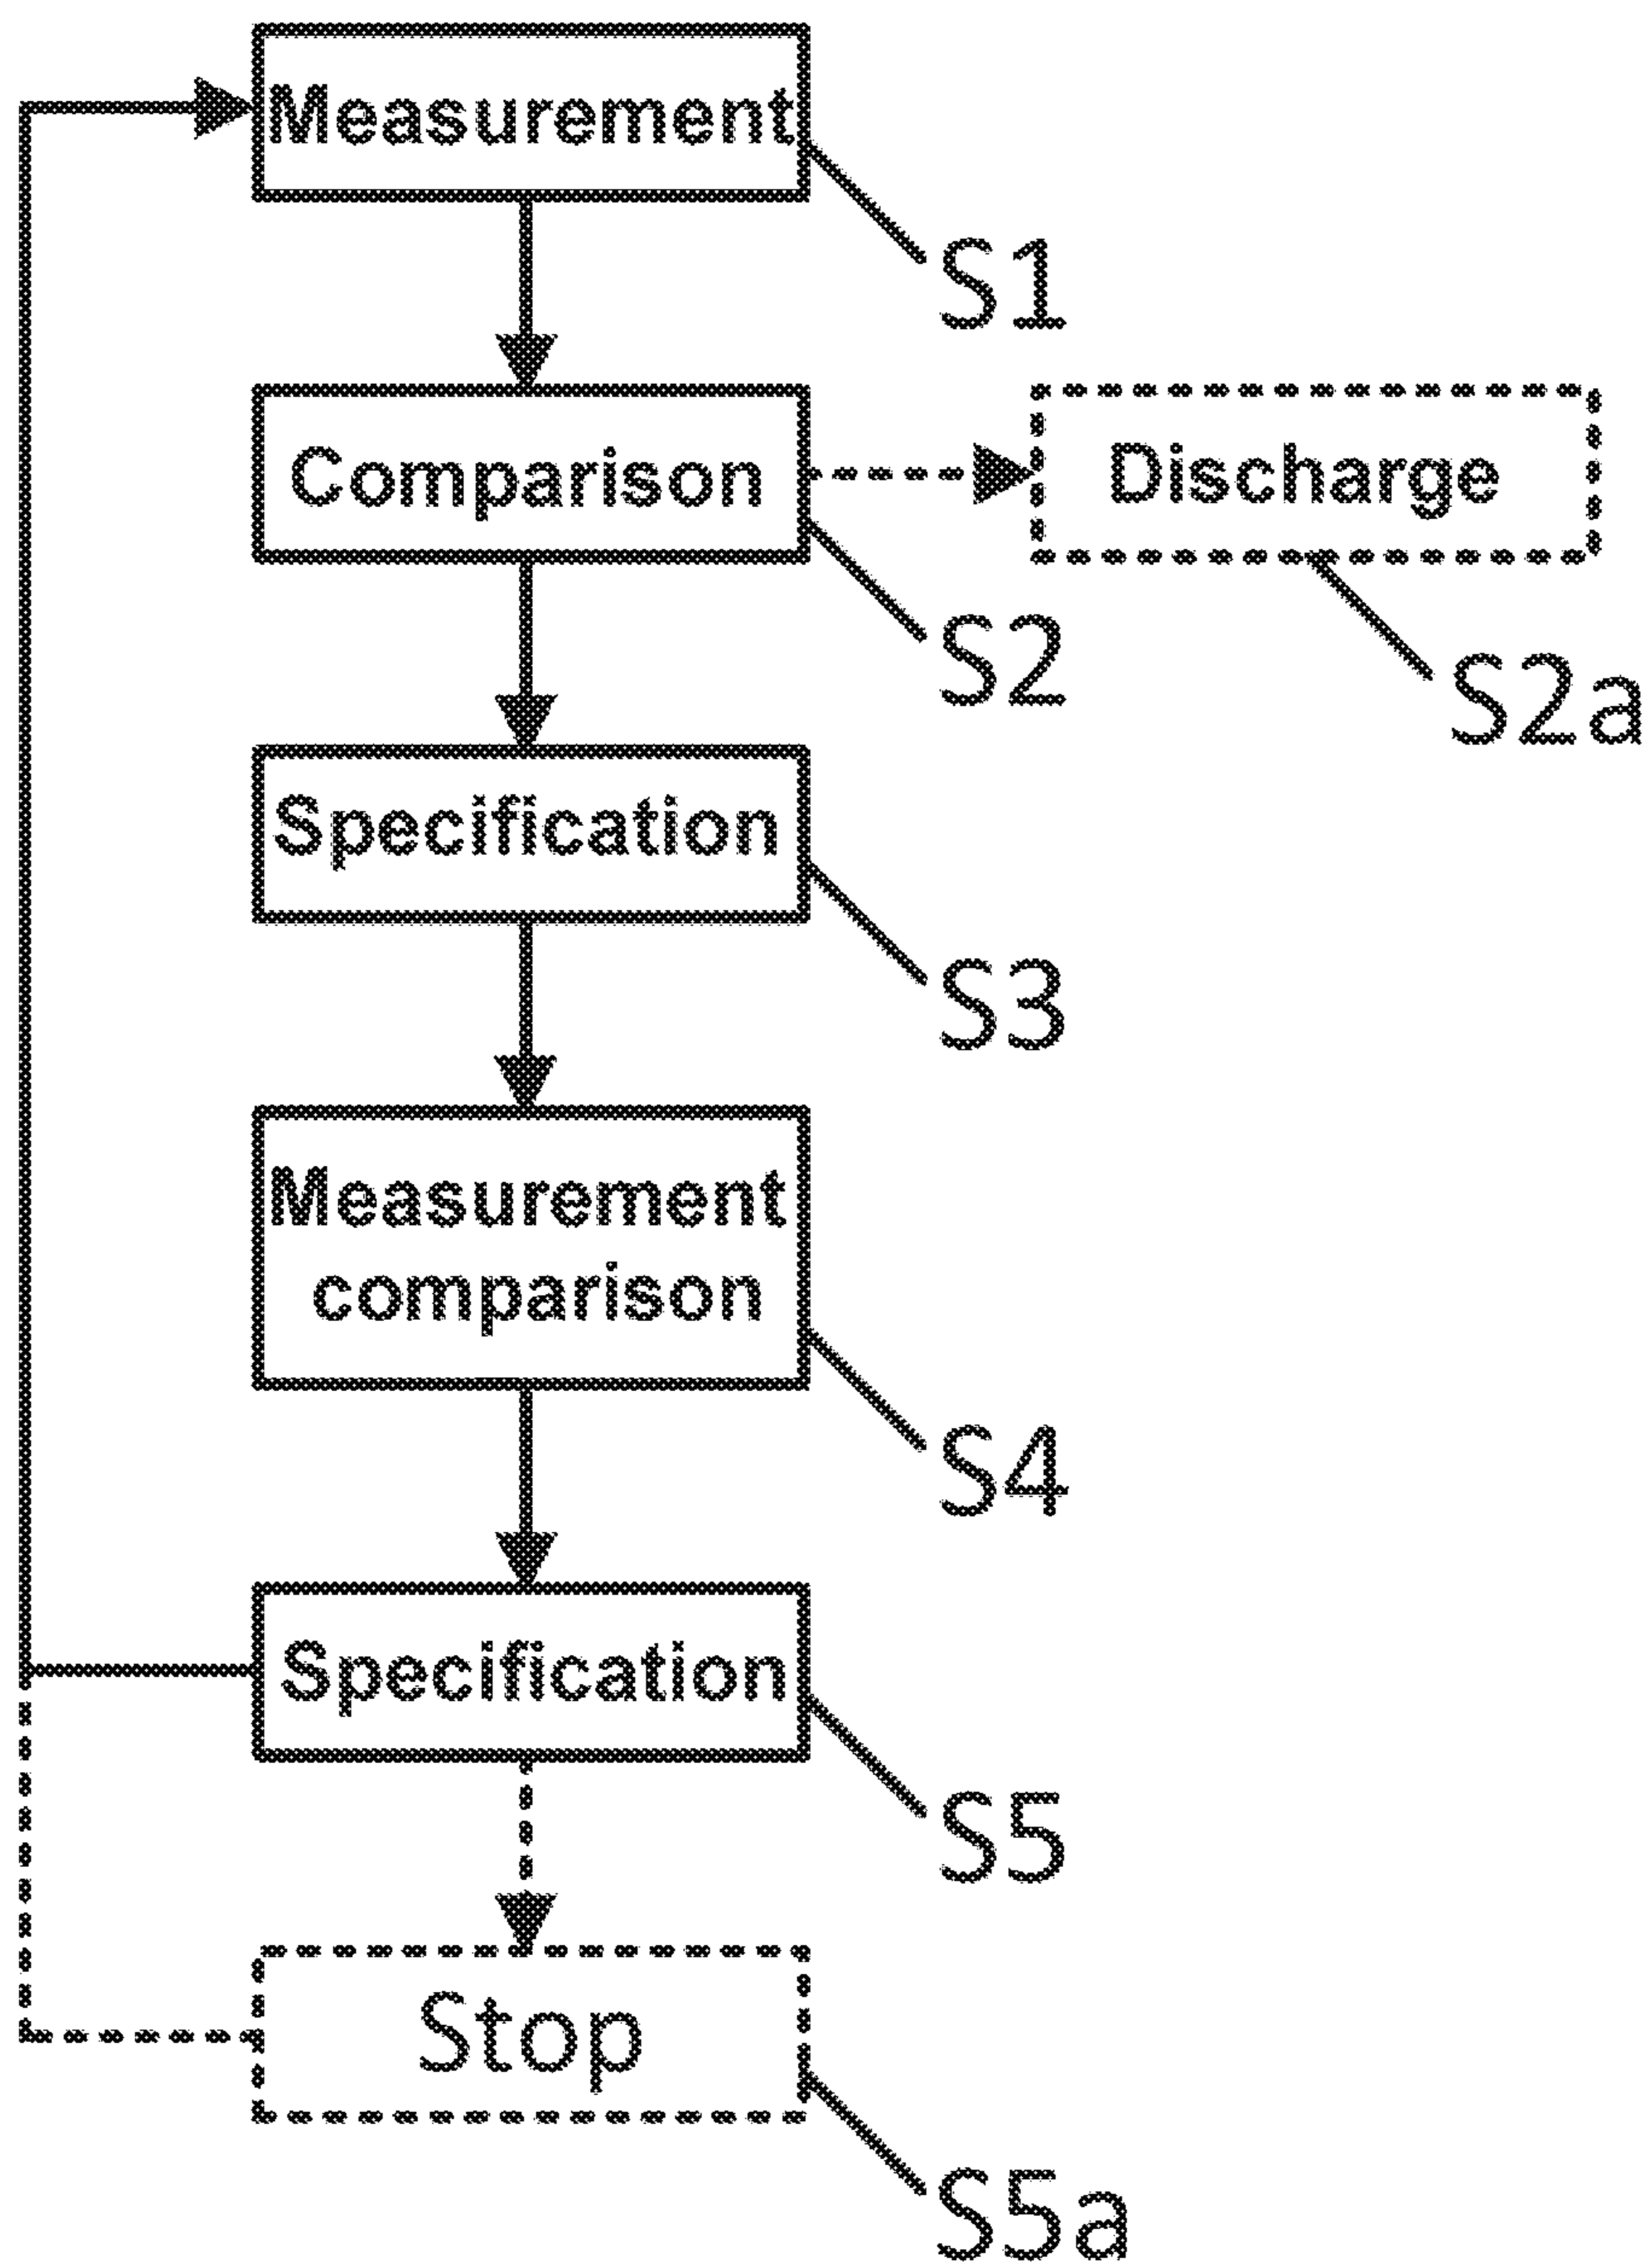 Measurement
S1
Comparison
Discharge
S2
S2a
Specification
S3
Measurement
comparison
S4
Specification
S5
Stop
S5a